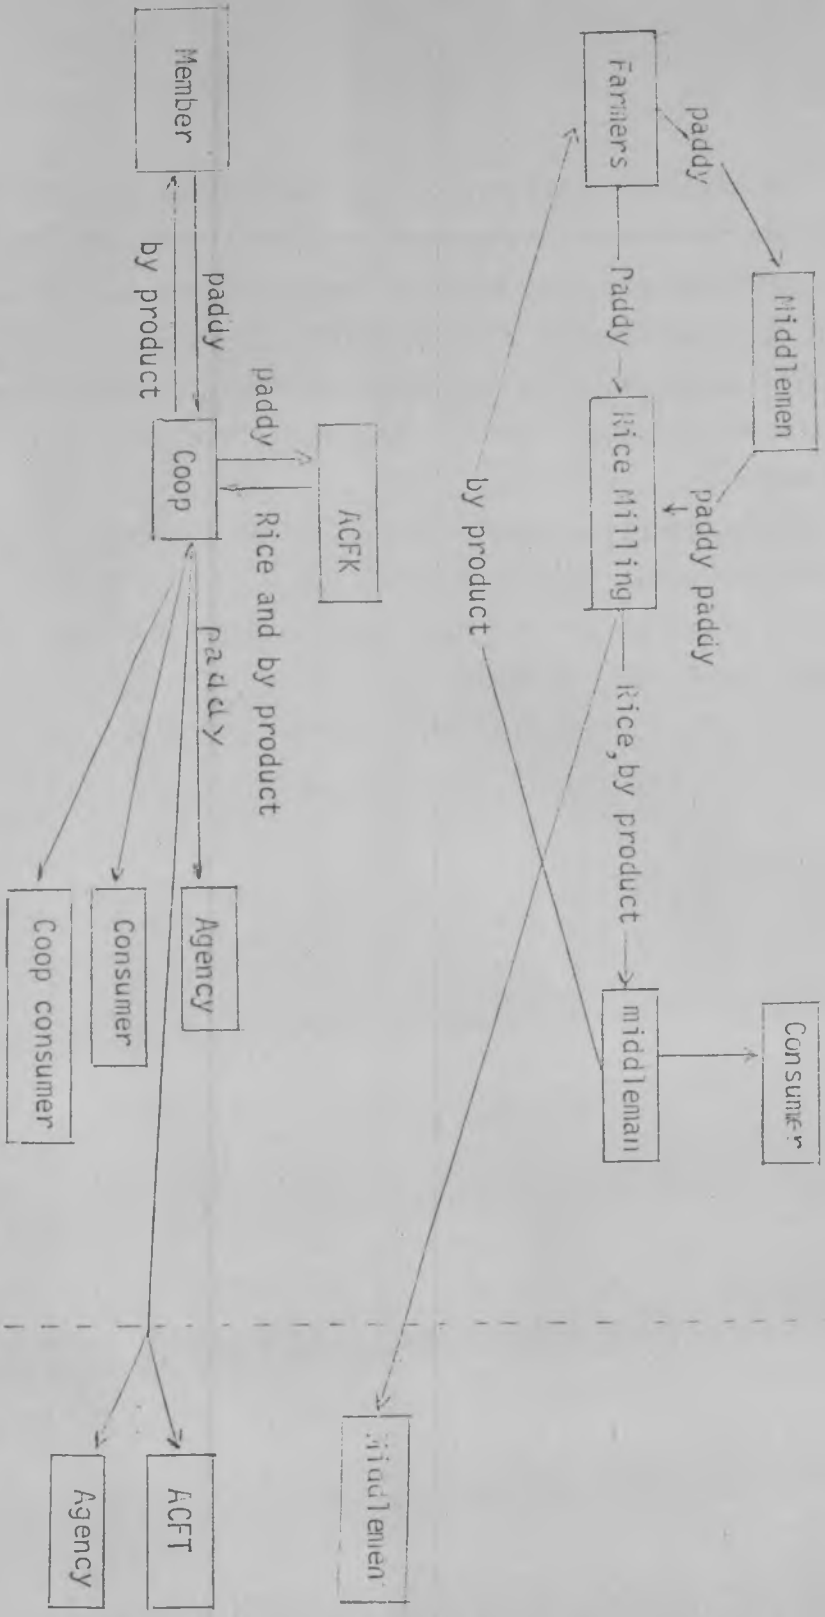 Consumer
Middlemen
paddy
paddy paddy
Farmers
Paddy
Rice Milling
Rice, by product
middleman
by product
Middlemen
ACFK
paddy
Rice and by product
Member
paddy
by product
Coop
paddy
Agency
Consumer
Coop consumer
ACFT
Agency